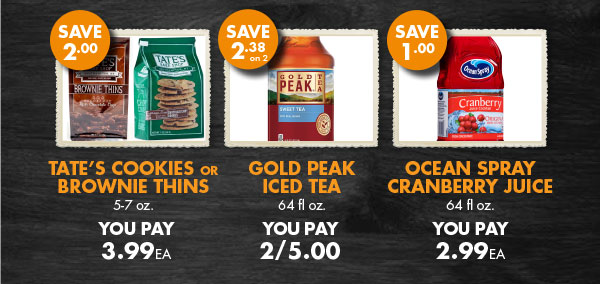 SAVE
2.00
TATE'S
BROWNIE THINS
TATE'S
SAVE
2.38
on 2
GOLD
PEAK
TEA
SWEET TEA
SAVE
1.00
Ocean Spray
Cranberry
TATE'S COOKIES OR
BROWNIE THINS
5-7 oz.
YOU PAY
3.99EA
GOLD PEAK
ICED TEA
64 fl oz.
YOU PAY
2/5.00
OCEAN SPRAY
CRANBERRY JUICE
64 fl oz.
YOU PAY
2.99EA